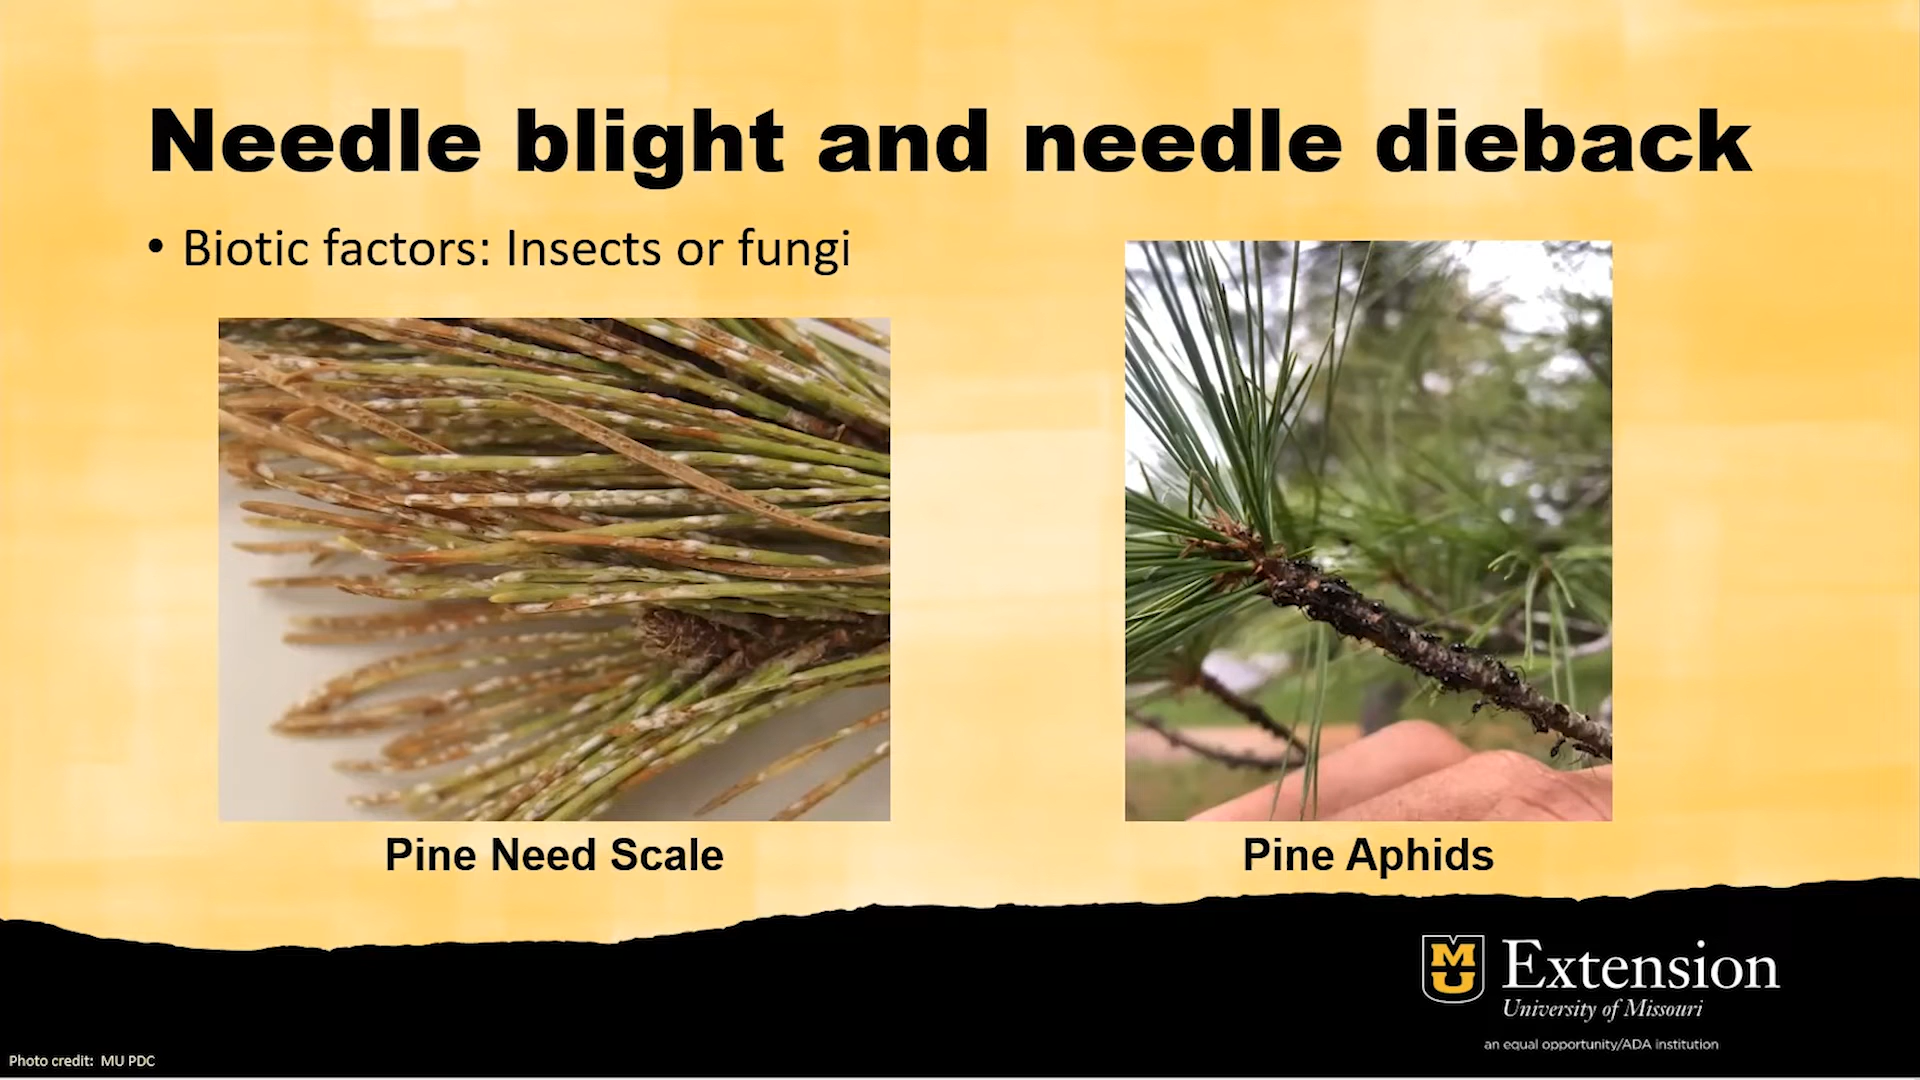 Needle blight and needle dieback
• Biotic factors: Insects or fungi
Pine Need Scale
Pine Aphids
MU
Extension
University of Missouri
an equal opportunity/ADA institution
Photo credit: MU PDC